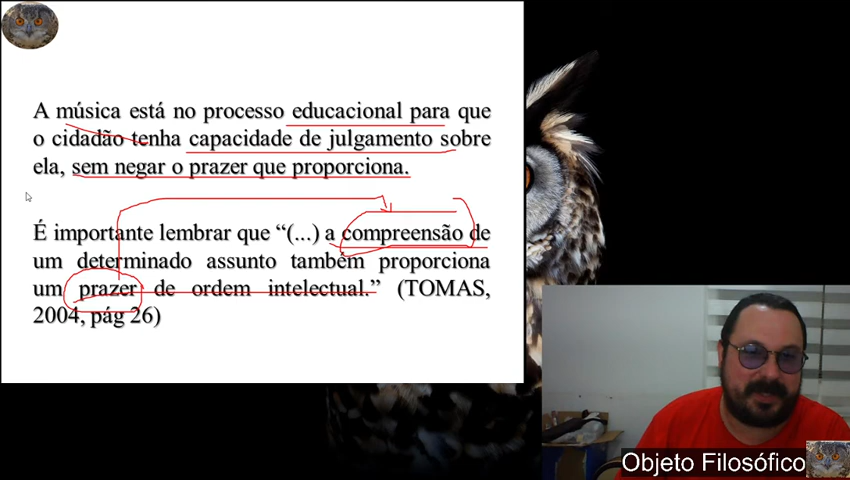 A música está no processo educacional para que
o cidadão tenha capacidade de julgamento sobre
ela, sem negar o prazer que proporciona.
É importante lembrar que “(...) a compreensão de
um determinado assunto também proporciona
um prazer de ordem intelectual.” (TOMAS,
2004, pág 26)
Objeto Filosófico